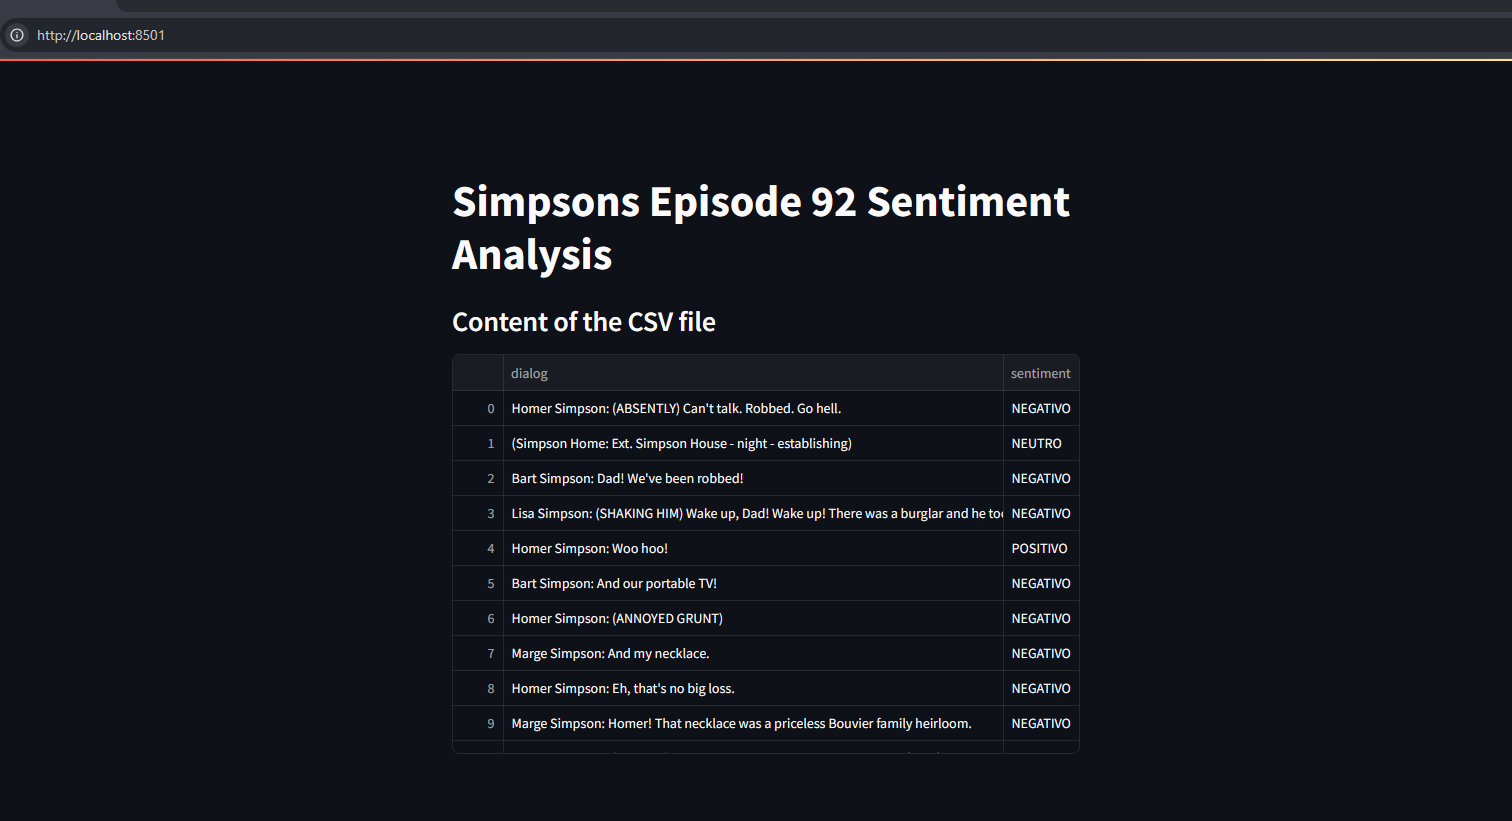 http://localhost:8501
Simpsons Episode 92 Sentiment
Analysis
Content of the CSV file
dialog sentiment
0 Homer Simpson: (ABSENTLY) Can't talk. Robbed. Go hell. NEGATIVO
1 (Simpson Home: Ext. Simpson House - night - establishing) NEUTRO
2 Bart Simpson: Dad! We've been robbed! NEGATIVO
3 Lisa Simpson: (SHAKING HIM) Wake up, Dad! Wake up! There was a burglar and he too NEGATIVO
4 Homer Simpson: Woo hoo! POSITIVO
5 Bart Simpson: And our portable TV! NEGATIVO
6 Homer Simpson: (ANNOYED GRUNT) NEGATIVO
7 Marge Simpson: And my necklace. NEGATIVO
8 Homer Simpson: Eh, that's no big loss. NEGATIVO
9 Marge Simpson: Homer! That necklace was a priceless Bouvier family heirloom. NEGATIVO